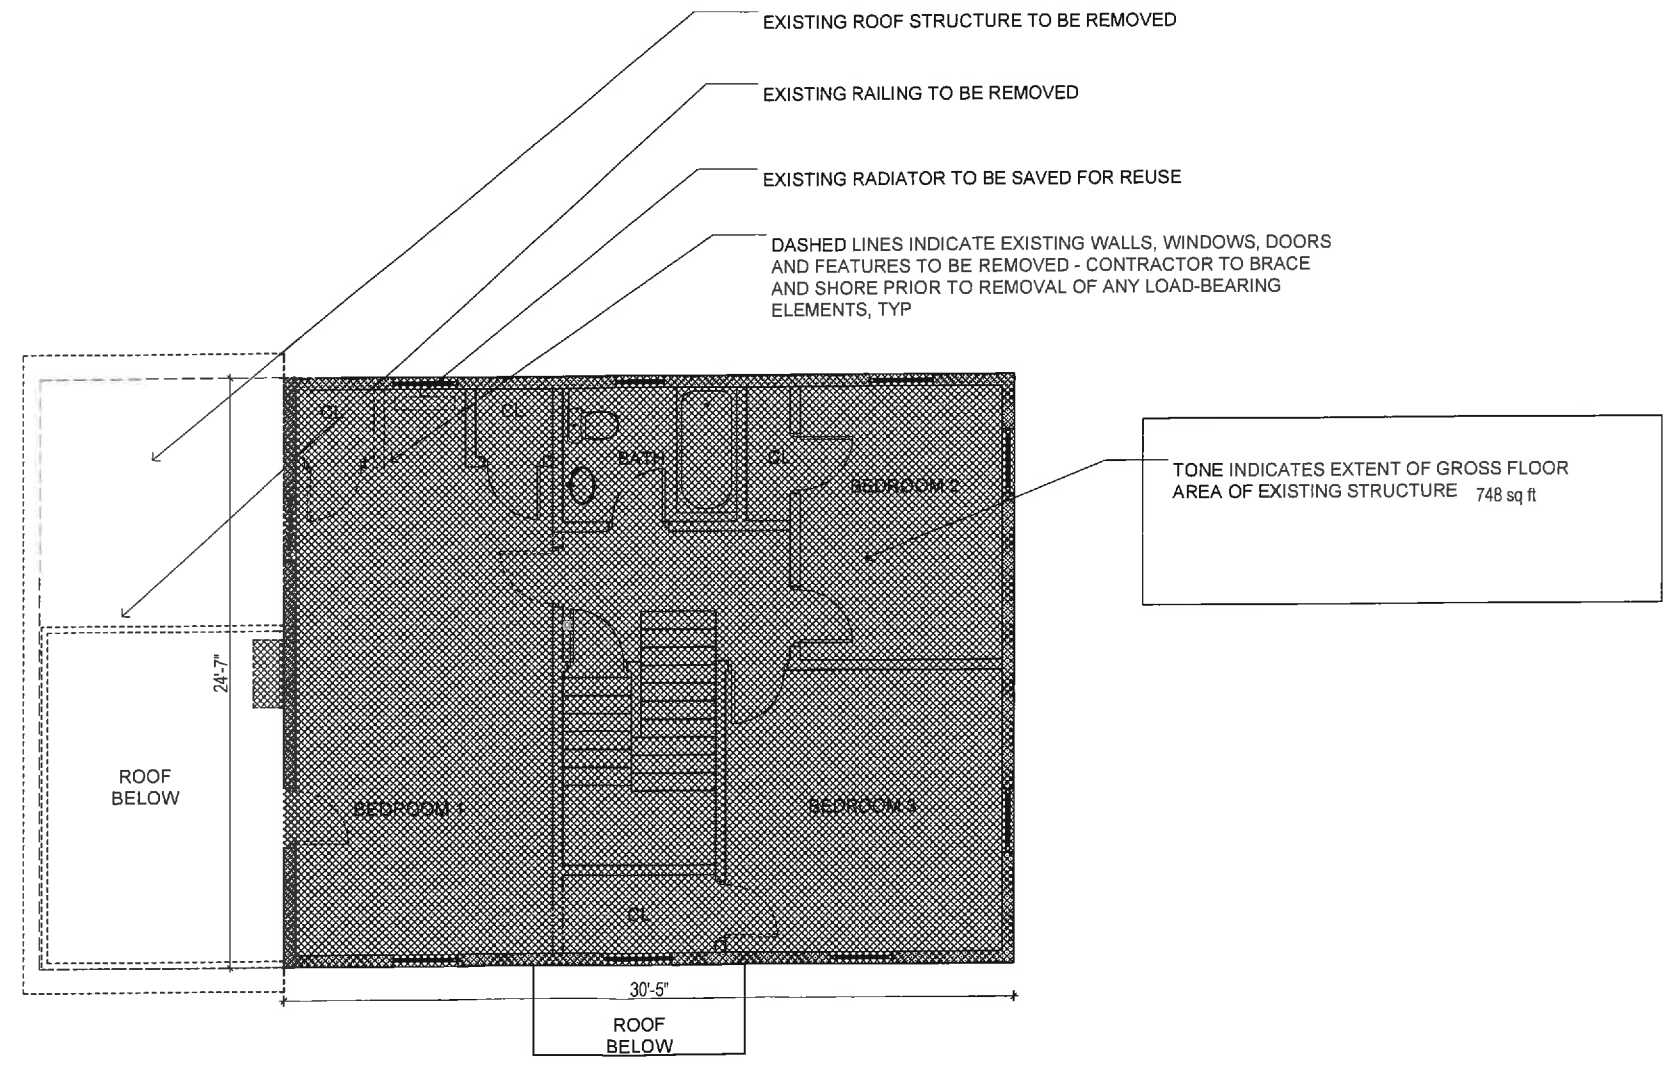 EXISTING ROOF STRUCTURE TO BE REMOVED
EXISTING RAILING TO BE REMOVED
EXISTING RADIATOR TO BE SAVED FOR REUSE
DASHED LINES INDICATE EXISTING WALLS, WINDOWS, DOORS
AND FEATURES TO BE REMOVED - CONTRACTOR TO BRACE
AND SHORE PRIOR TO REMOVAL OF ANY LOAD-BEARING
ELEMENTS, TYP
CL
CL
BATH
CL
BEDROOM 2
TONE INDICATES EXTENT OF GROSS FLOOR
AREA OF EXISTING STRUCTURE 748 sq ft
24'-7"
ROOF
BELOW
BEDROOM 1
BEDROOM 3
CL
30'-5"
ROOF
BELOW